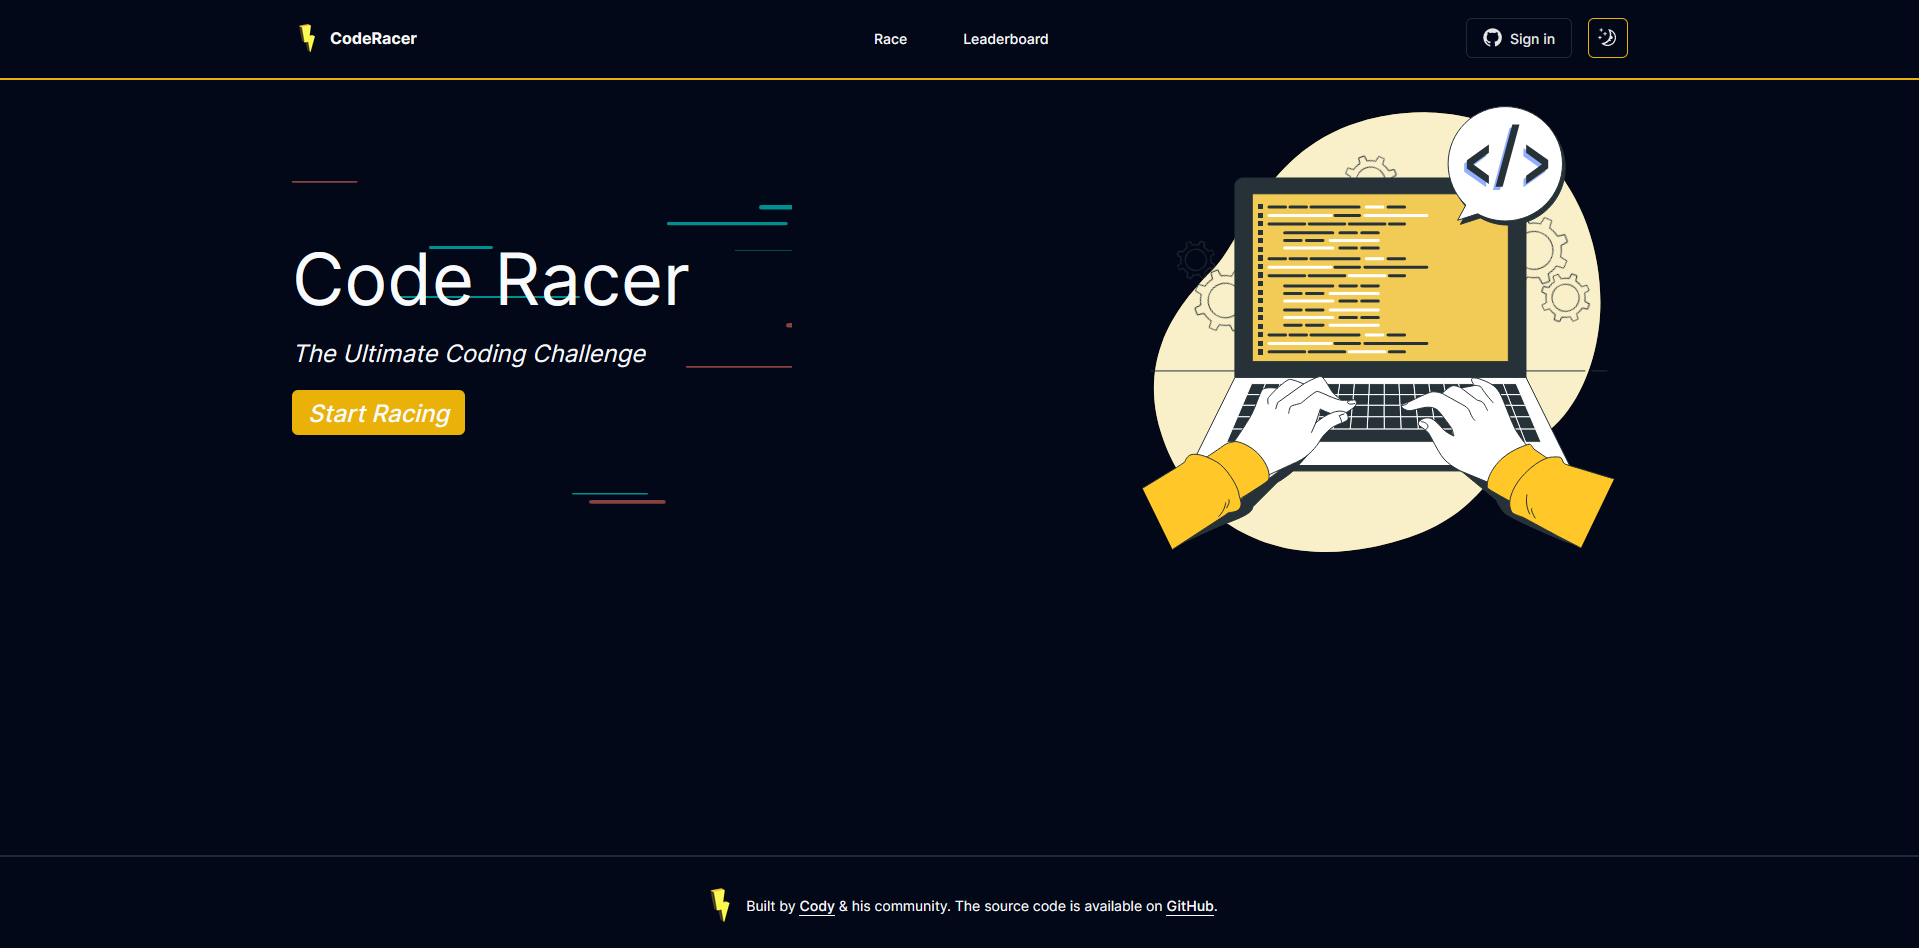 CodeRacer
Race
Leaderboard
Sign in
</>
Code Racer
The Ultimate Coding Challenge
Start Racing
Built by Cody & his community. The source code is available on GitHub.